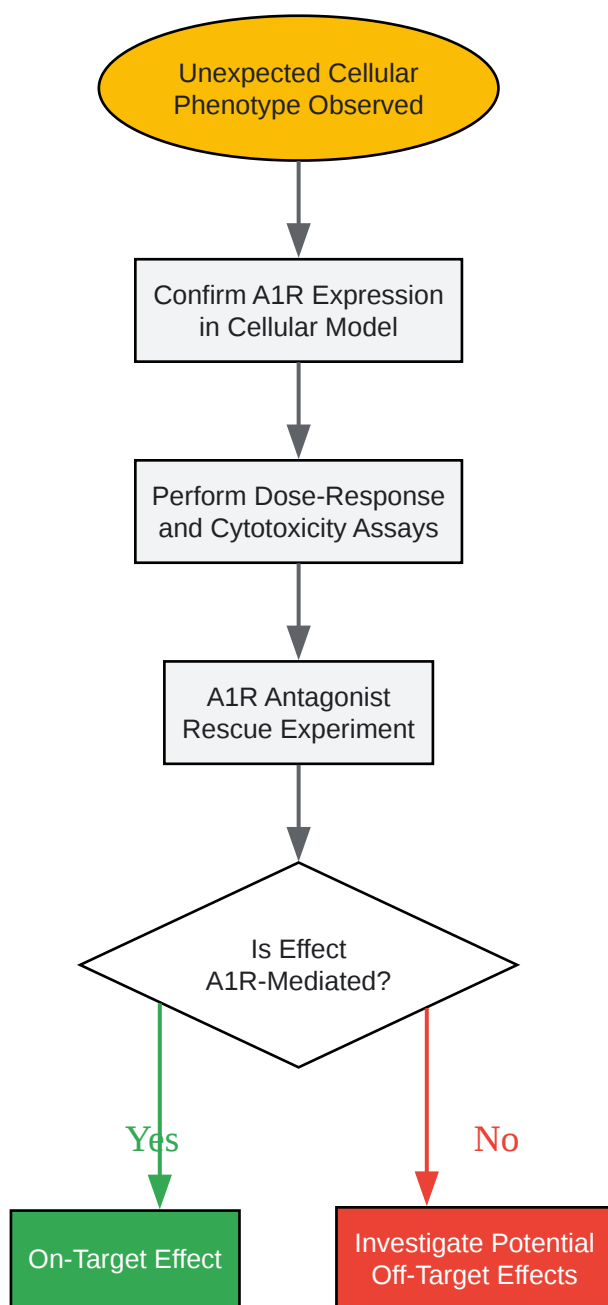 Unexpected Cellular
Phenotype Observed
Confirm A1R Expression
in Cellular Model
Perform Dose-Response
and Cytotoxicity Assays
A1R Antagonist
Rescue Experiment
Is Effect
A1R-Mediated?
Yes
No
On-Target Effect
Investigate Potential
Off-Target Effects